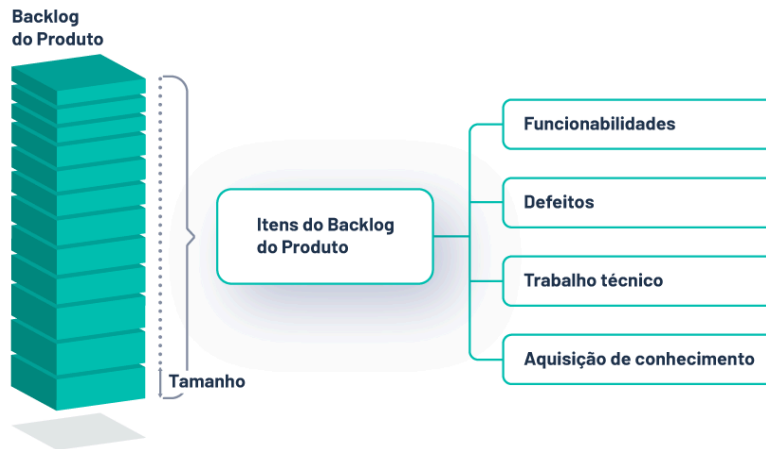 Backlog
do Produto
Funcionabilidades
Defeitos
Itens do Backlog
do Produto
Trabalho técnico
Aquisição de conhecimento
Tamanho